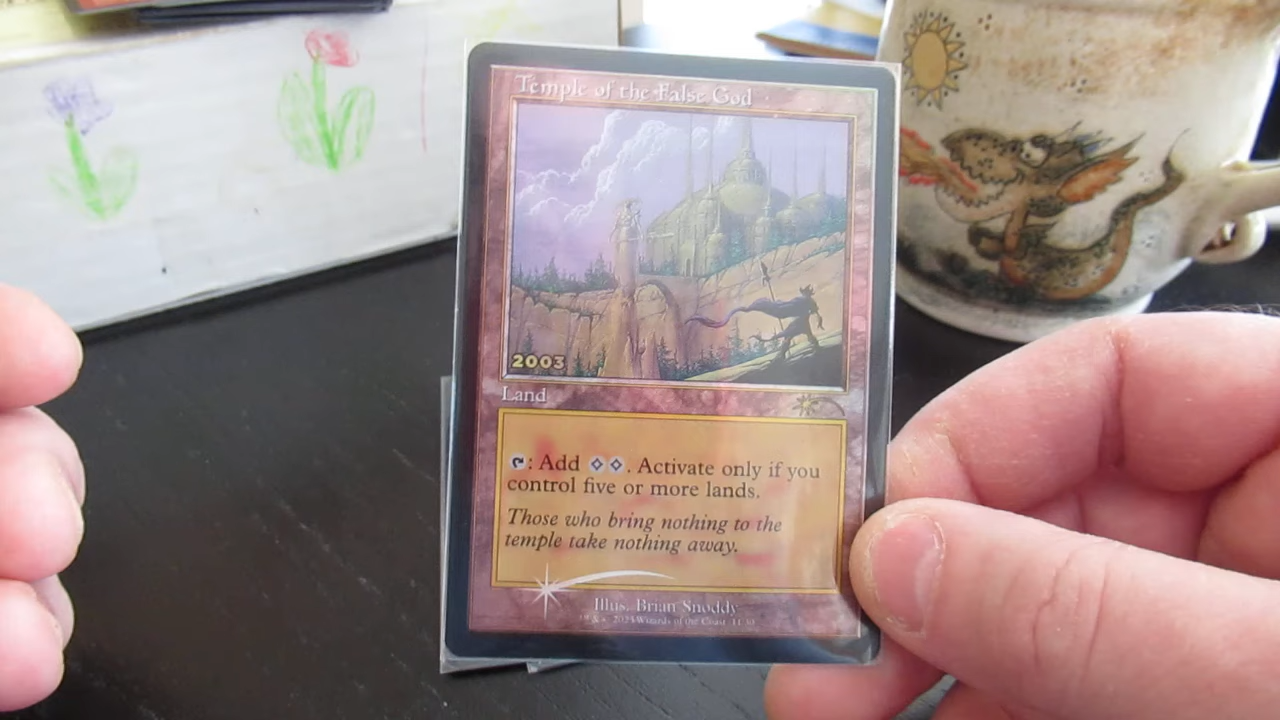 Temple of the False God
2003
Land
: Add . Activate only if you
control five or more lands.
Those who bring nothing to the
temple take nothing away.
Illus. Brian Snoddy
Wizards of the Coast